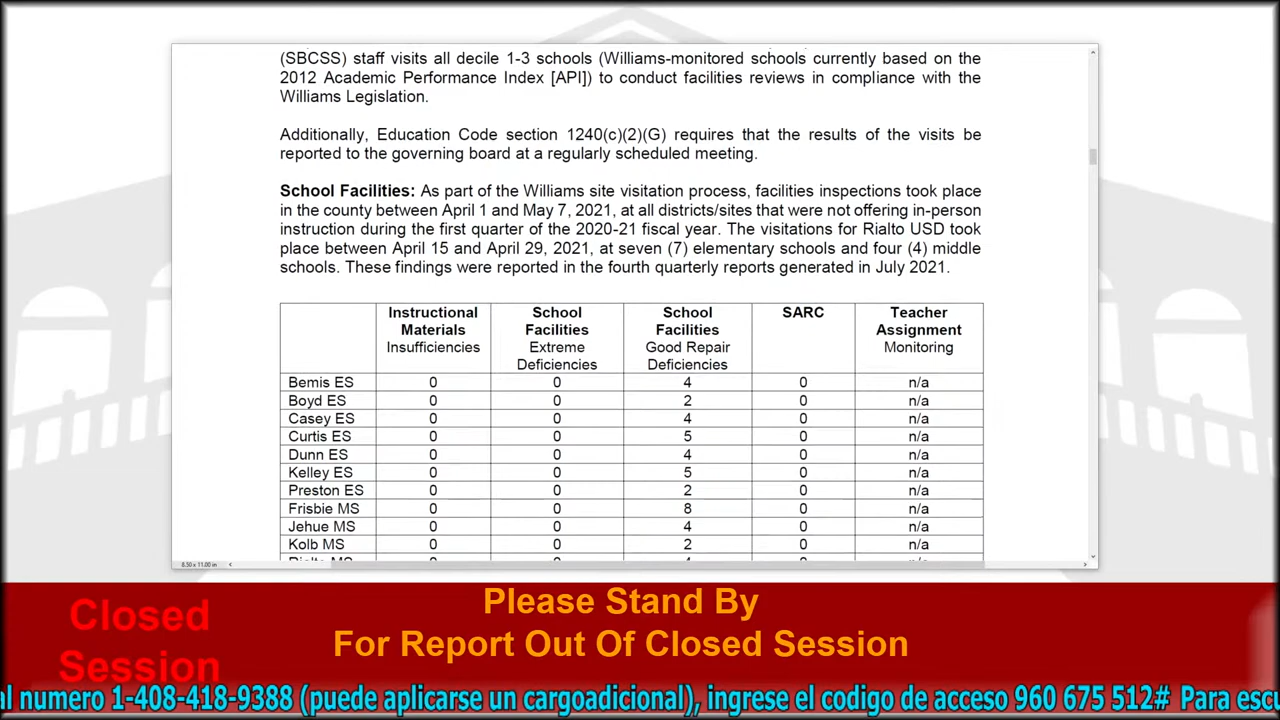 (SBCSS) staff visits all decile 1-3 schools (Williams-monitored schools currently based on the
2012 Academic Performance Index [API]) to conduct facilities reviews in compliance with the
Williams Legislation.
Additionally, Education Code section 1240(c)(2)(G) requires that the results of the visits be
reported to the governing board at a regularly scheduled meeting.
School Facilities: As part of the Williams site visitation process, facilities inspections took place
in the county between April 1 and May 7, 2021, at all districts/sites that were not offering in-person
instruction during the first quarter of the 2020-21 fiscal year. The visitations for Rialto USD took
place between April 15 and April 29, 2021, at seven (7) elementary schools and four (4) middle
schools. These findings were reported in the fourth quarterly reports generated in July 2021.
Instructional Materials Insufficiencies School Facilities Extreme Deficiencies School Facilities Good Repair Deficiencies SARC Teacher Assignment Monitoring
Bemis ES 0 0 4 0 n/a
Boyd ES 0 0 2 0 n/a
Casey ES 0 0 4 0 n/a
Curtis ES 0 0 5 0 n/a
Dunn ES 0 0 4 0 n/a
Kelley ES 0 0 5 0 n/a
Preston ES 0 0 2 0 n/a
Frisbie MS 0 0 8 0 n/a
Jehue MS 0 0 4 0 n/a
Kolb MS 0 0 2 0 n/a
8.50 x 11.00 in
Closed
Session
Please Stand By
For Report Out Of Closed Session
al numero 1-408-418-9388 (puede aplicarse un cargoadicional), ingrese el codigo de acceso 960 675 512# Para escu